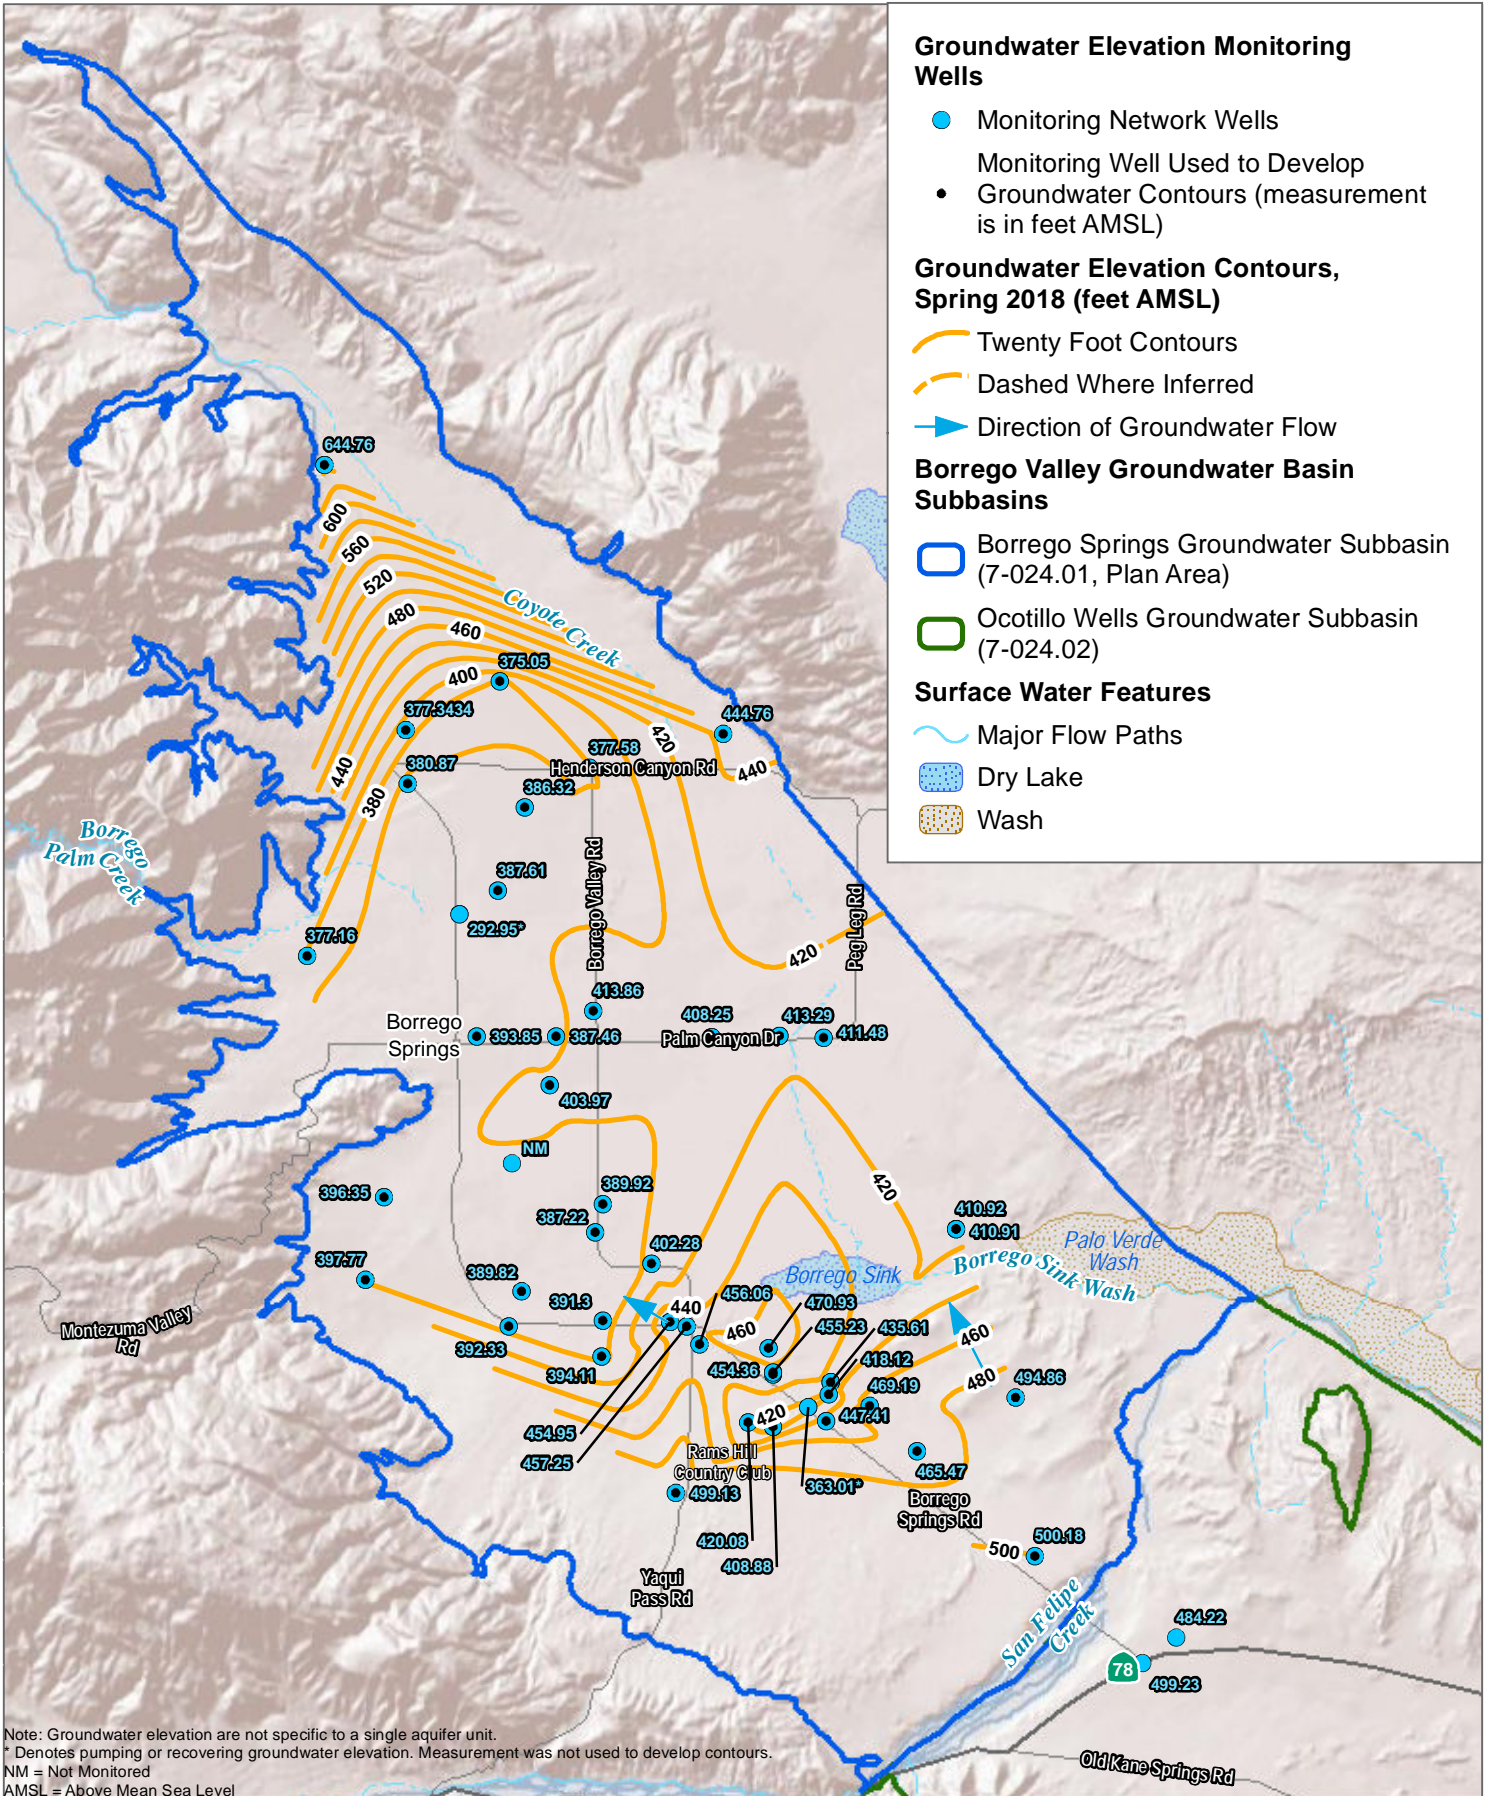 Groundwater Elevation Monitoring
Wells
Monitoring Network Wells
Monitoring Well Used to Develop
Groundwater Contours (measurement
is in feet AMSL)
Groundwater Elevation Contours,
Spring 2018 (feet AMSL)
Twenty Foot Contours
Dashed Where Inferred
Direction of Groundwater Flow
Borrego Valley Groundwater Basin
Subbasins
Borrego Springs Groundwater Subbasin
(7-024.01, Plan Area)
Ocotillo Wells Groundwater Subbasin
(7-024.02)
Surface Water Features
Major Flow Paths
Dry Lake
Wash
644.76
600
560
520
480
460
Coyote Creek
375.05
400
377.3434
444.76
420
377.58
Henderson Canyon Rd
440
440
380.87
380
386.32
Borrego
Palm Creek
387.61
292.95*
Borrego Valley Rd
Peg Leg Rd
377.16
420
413.86
Borrego
Springs
393.85
387.46
408.25
413.29
411.48
Palm Canyon Dr
403.97
NM
396.35
389.92
387.22
420
410.92
410.91
Palo Verde
Wash
402.28
397.77
389.82
Borrego Sink
Borrego Sink Wash
Montezuma Valley
Rd
391.3
440
456.06
470.93
455.23
435.61
460
460
392.33
394.11
454.36
418.12
469.19
480
494.86
454.95
457.25
420
447.41
Rams Hill
Country Club
465.47
499.13
363.01*
Borrego
Springs Rd
420.08
408.88
500
500.18
Yaqui
Pass Rd
San Felipe
Creek
484.22
78
499.23
Old Kane Springs Rd
Note: Groundwater elevation are not specific to a single aquifer unit.
* Denotes pumping or recovering groundwater elevation. Measurement was not used to develop contours.
NM = Not Monitored
AMSL = Above Mean Sea Level